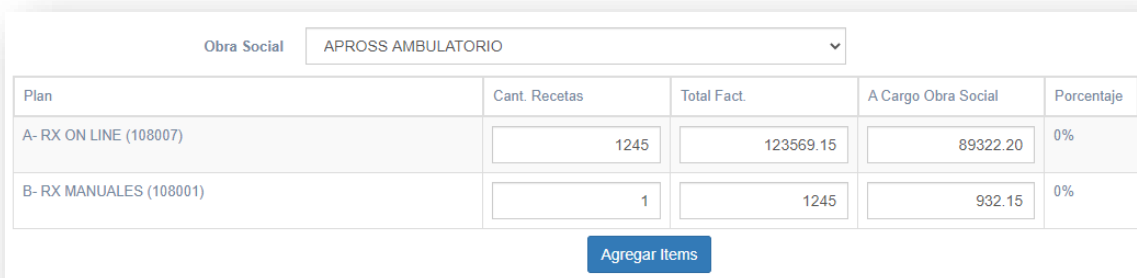 Obra Social APROSS AMBULATORIO
Plan Cant. Recetas Total Fact. A Cargo Obra Social Porcentaje
A- RX ON LINE (108007) 1245 123569.15 89322.20 0%
B- RX MANUALES (108001) 1 1245 932.15 0%
Agregar Items